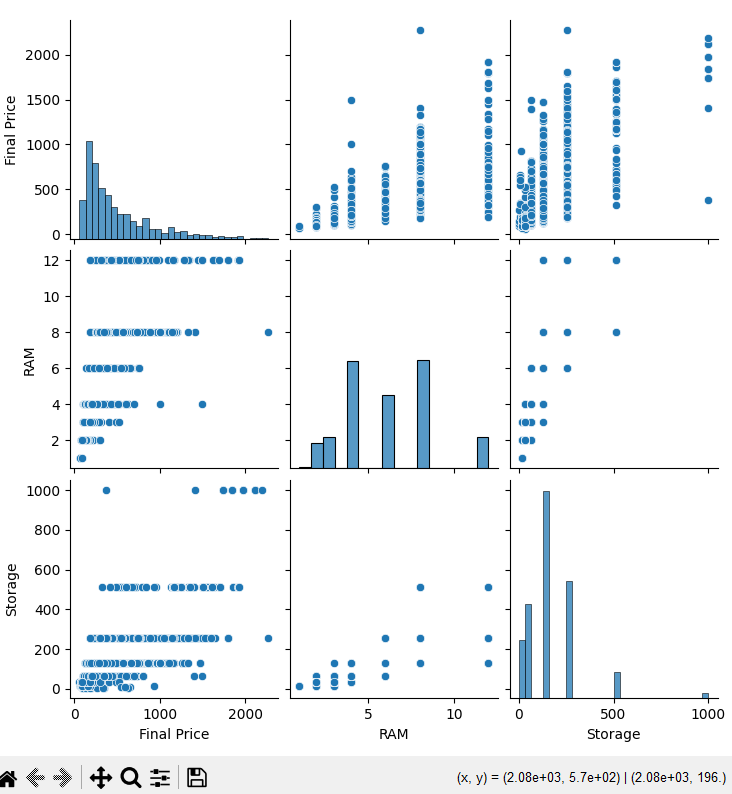 2000
1500
1000
500
0
Final Price
12
10
8
6
4
2
RAM
1000
800
600
400
200
0
Storage
0 1000 2000 5 10 0 500 1000
Final Price RAM Storage
(x, y) = (2.08e+03, 5.7e+02) | (2.08e+03, 196.)